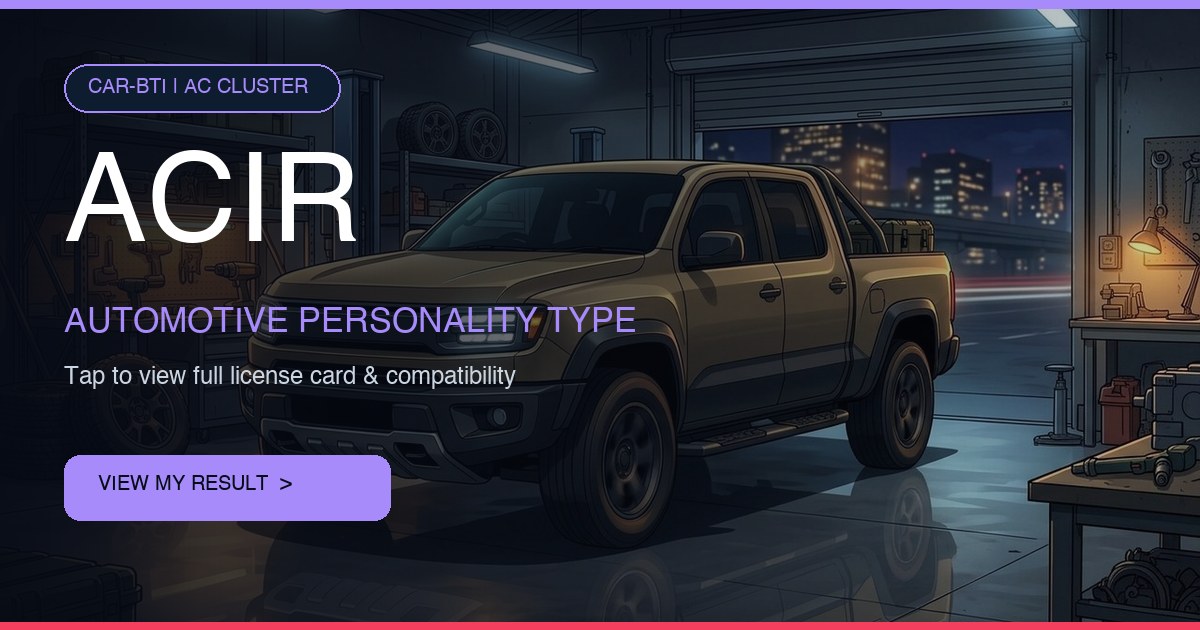 CAR-BTI | AC CLUSTER
ACIR
AUTOMOTIVE PERSONALITY TYPE
Tap to view full license card & compatibility
VIEW MY RESULT >